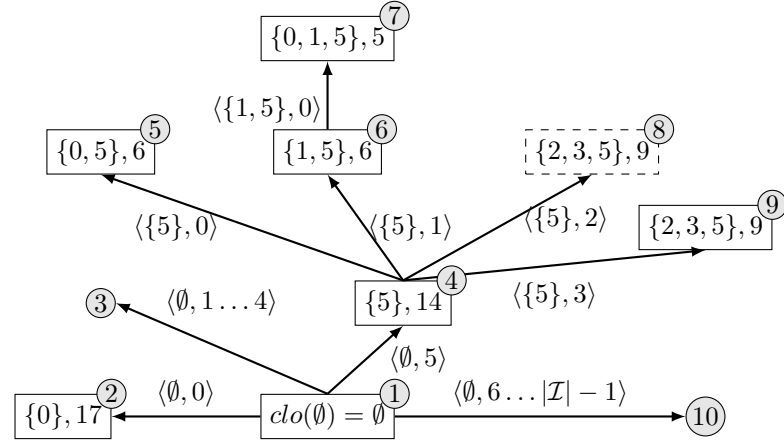 7
{0, 1, 5}, 5
⟨{1, 5}, 0⟩
5
6
8
{0, 5}, 6
{1, 5}, 6
{2, 3, 5}, 9
9
{2, 3, 5}, 9
⟨{5}, 0⟩
⟨{5}, 1⟩
⟨{5}, 2⟩
4
3
⟨∅, 1 … 4⟩
{5}, 14
⟨{5}, 3⟩
⟨∅, 5⟩
2
⟨∅, 0⟩
1
⟨∅, 6 … |ℐ| − 1⟩
{0}, 17
clo(∅) = ∅
10